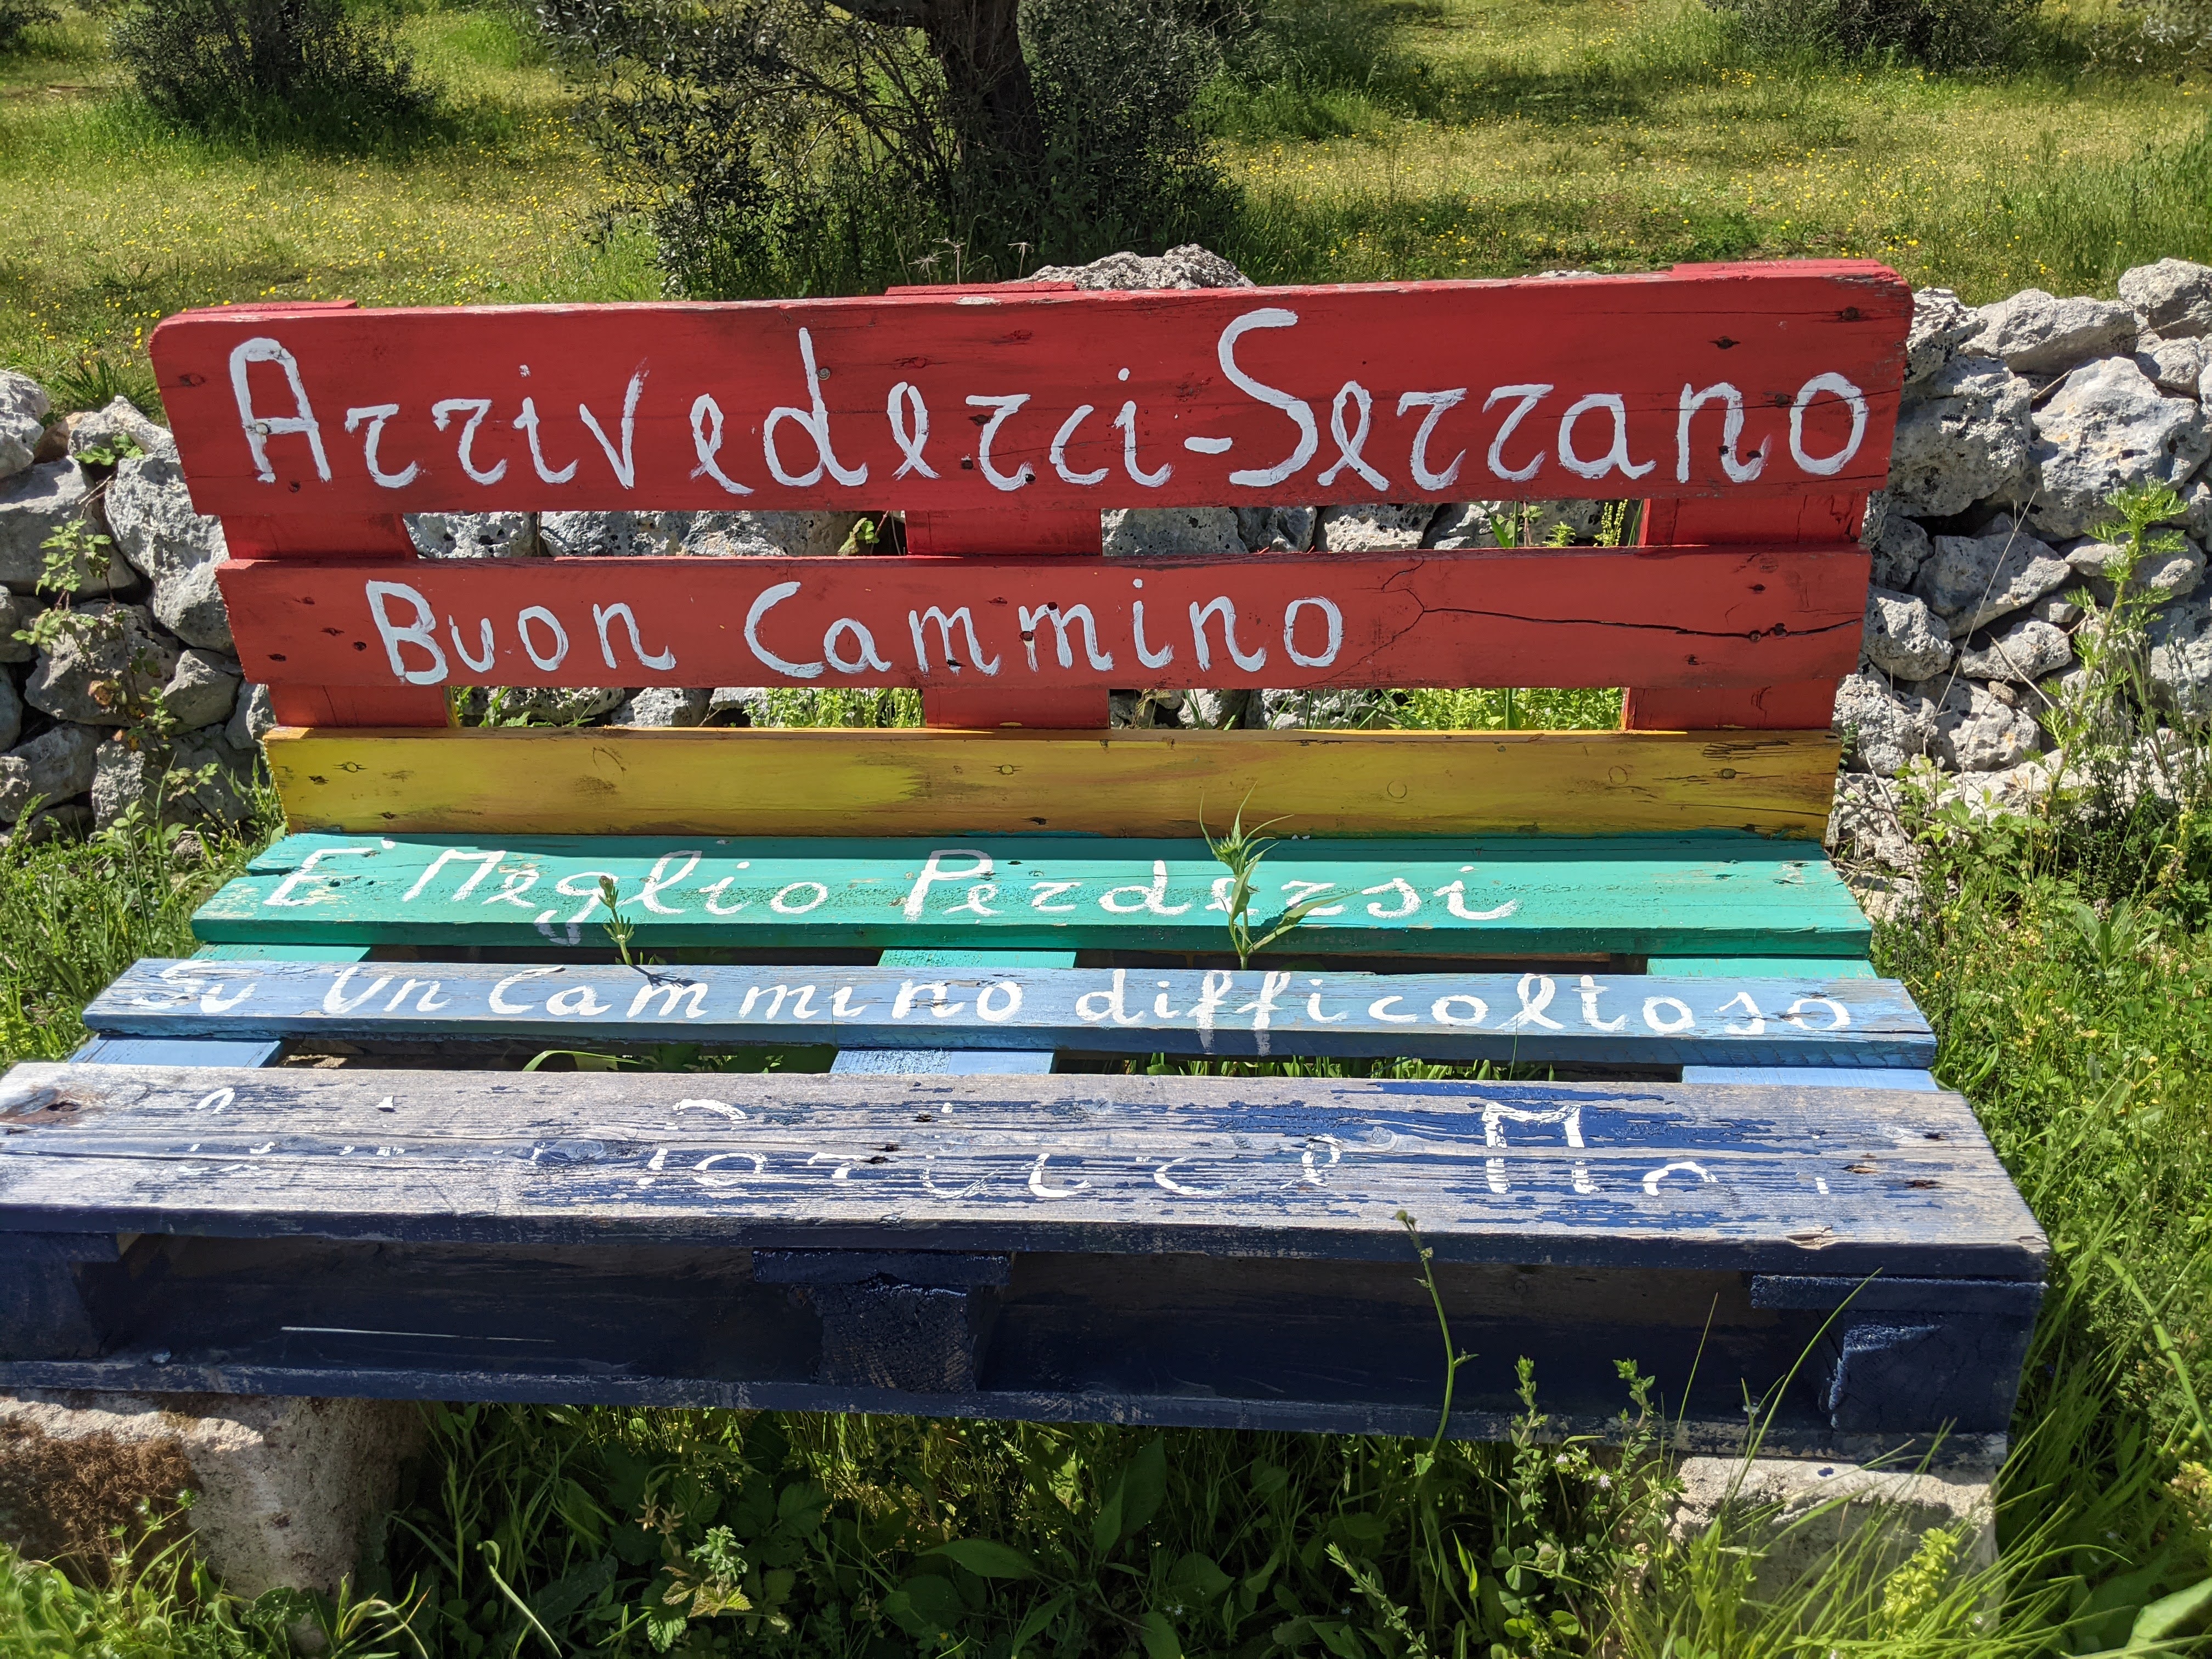 Arrivederci-Serrano
Buon Cammino
E' Meglio Perdersi
Su Un Cammino difficoltoso